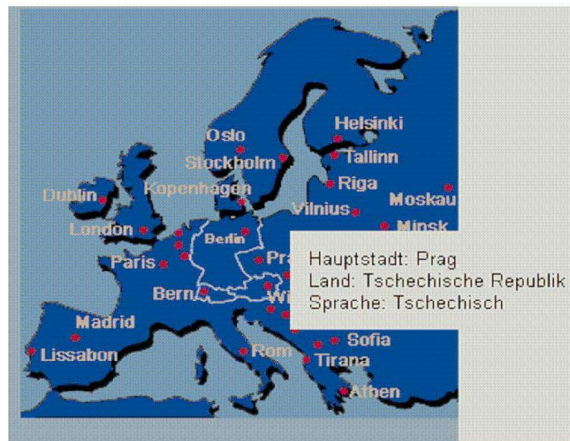 Helsinki
Oslo
Stockholm
Tallinn
Kopenhagen
Riga
Dublin
Moskau
Vilnius
London
Minsk
Berlin
Paris
Bern
Madrid
Lissabon
Rom
Sofia
Tirana
Athen
Hauptstadt: Prag
Land: Tschechische Republik
Sprache: Tschechisch